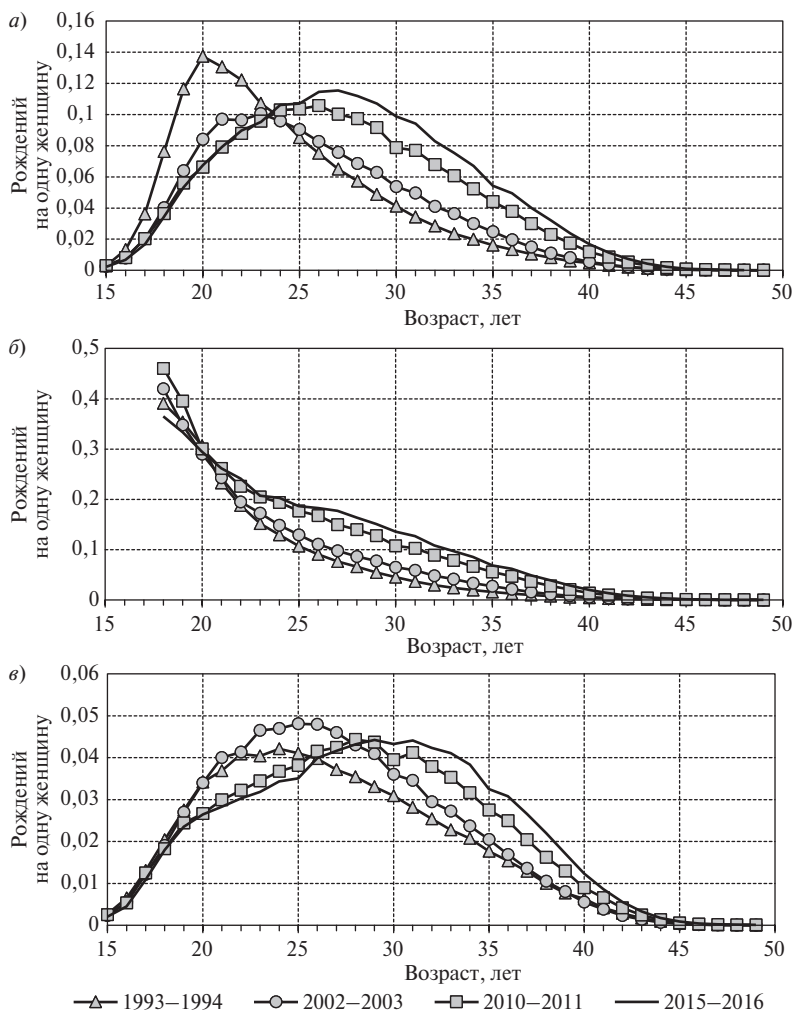 а)
Рождений
на одну женщину
0,16
0,14
0,12
0,1
0,08
0,06
0,04
0,02
0
15 20 25 30 35 40 45 50
Возраст, лет
б)
Рождений
на одну женщину
0,5
0,4
0,3
0,2
0,1
0
15 20 25 30 35 40 45 50
Возраст, лет
в)
Рождений
на одну женщину
0,06
0,05
0,04
0,03
0,02
0,01
0
15 20 25 30 35 40 45 50
Возраст, лет
1993–1994 2002–2003 2010–2011 2015–2016